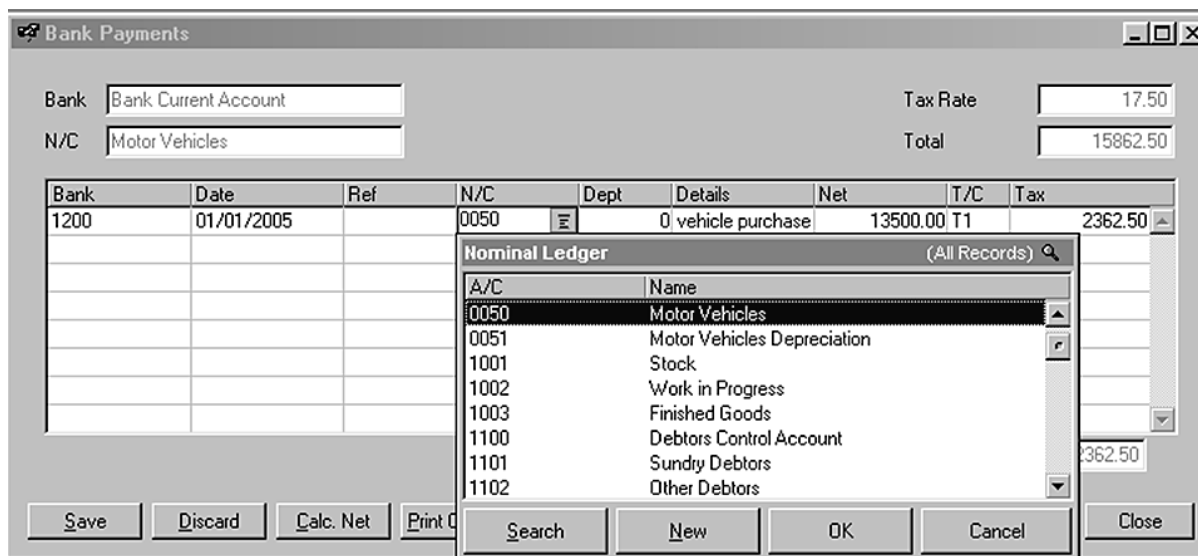 Bank Payments
Bank Bank Current Account Tax Rate 17.50
N/C Motor Vehicles Total 15862.50
Bank Date Ref N/C Dept Details Net T/C Tax
1200 01/01/2005 0050 0 vehicle purchase 13500.00 T1 2362.50
Nominal Ledger (All Records)
A/C Name
0050 Motor Vehicles
0051 Motor Vehicles Depreciation
1001 Stock
1002 Work in Progress
1003 Finished Goods
1100 Debtors Control Account
1101 Sundry Debtors
1102 Other Debtors
2362.50
Save Discard Calc. Net Print Search New OK Cancel Close